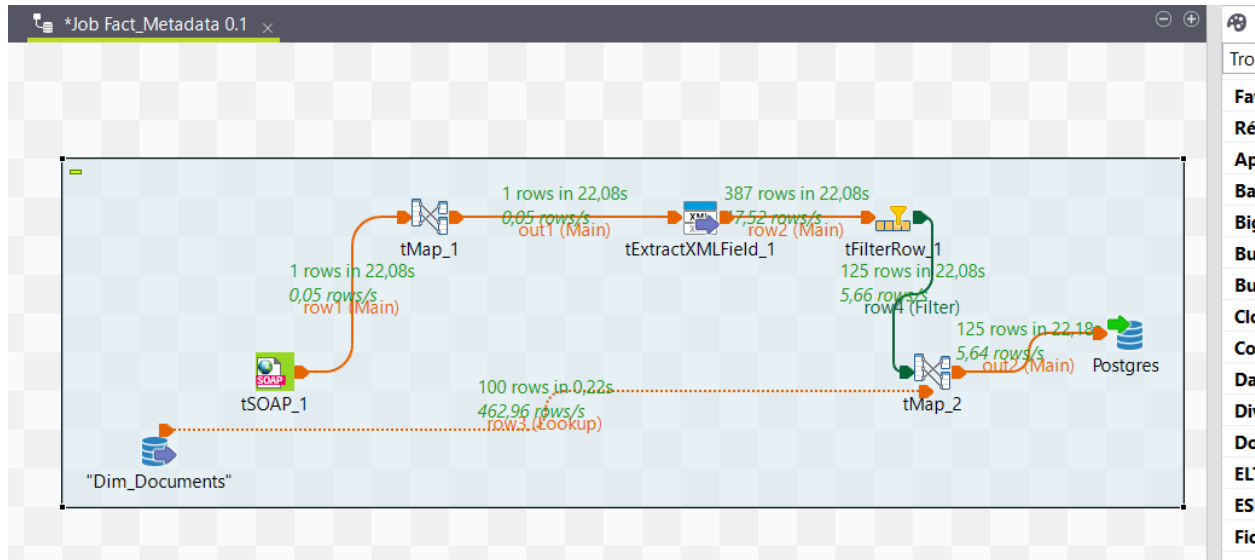 *Job Fact_Metadata 0.1
Tro
Fa
Ré
Ap
Ba
Big
Bu
Bu
Clo
Co
Da
Div
Do
ELT
ES
Fic
1 rows in 22,08s
0,05 rows/s
out1 (Main)
387 rows in 22,08s
17,52 rows/s
row2 (Main)
tMap_1
tExtractXMLField_1
tFilterRow_1
1 rows in 22,08s
0,05 rows/s
row1 (Main)
125 rows in 22,08s
5,66 rows/s
row4 (Filter)
125 rows in 22,18s
5,64 rows/s
out2 (Main)
Postgres
SOAP
tSOAP_1
100 rows in 0,22s
462,96 rows/s
row3 (Lookup)
tMap_2
"Dim_Documents"